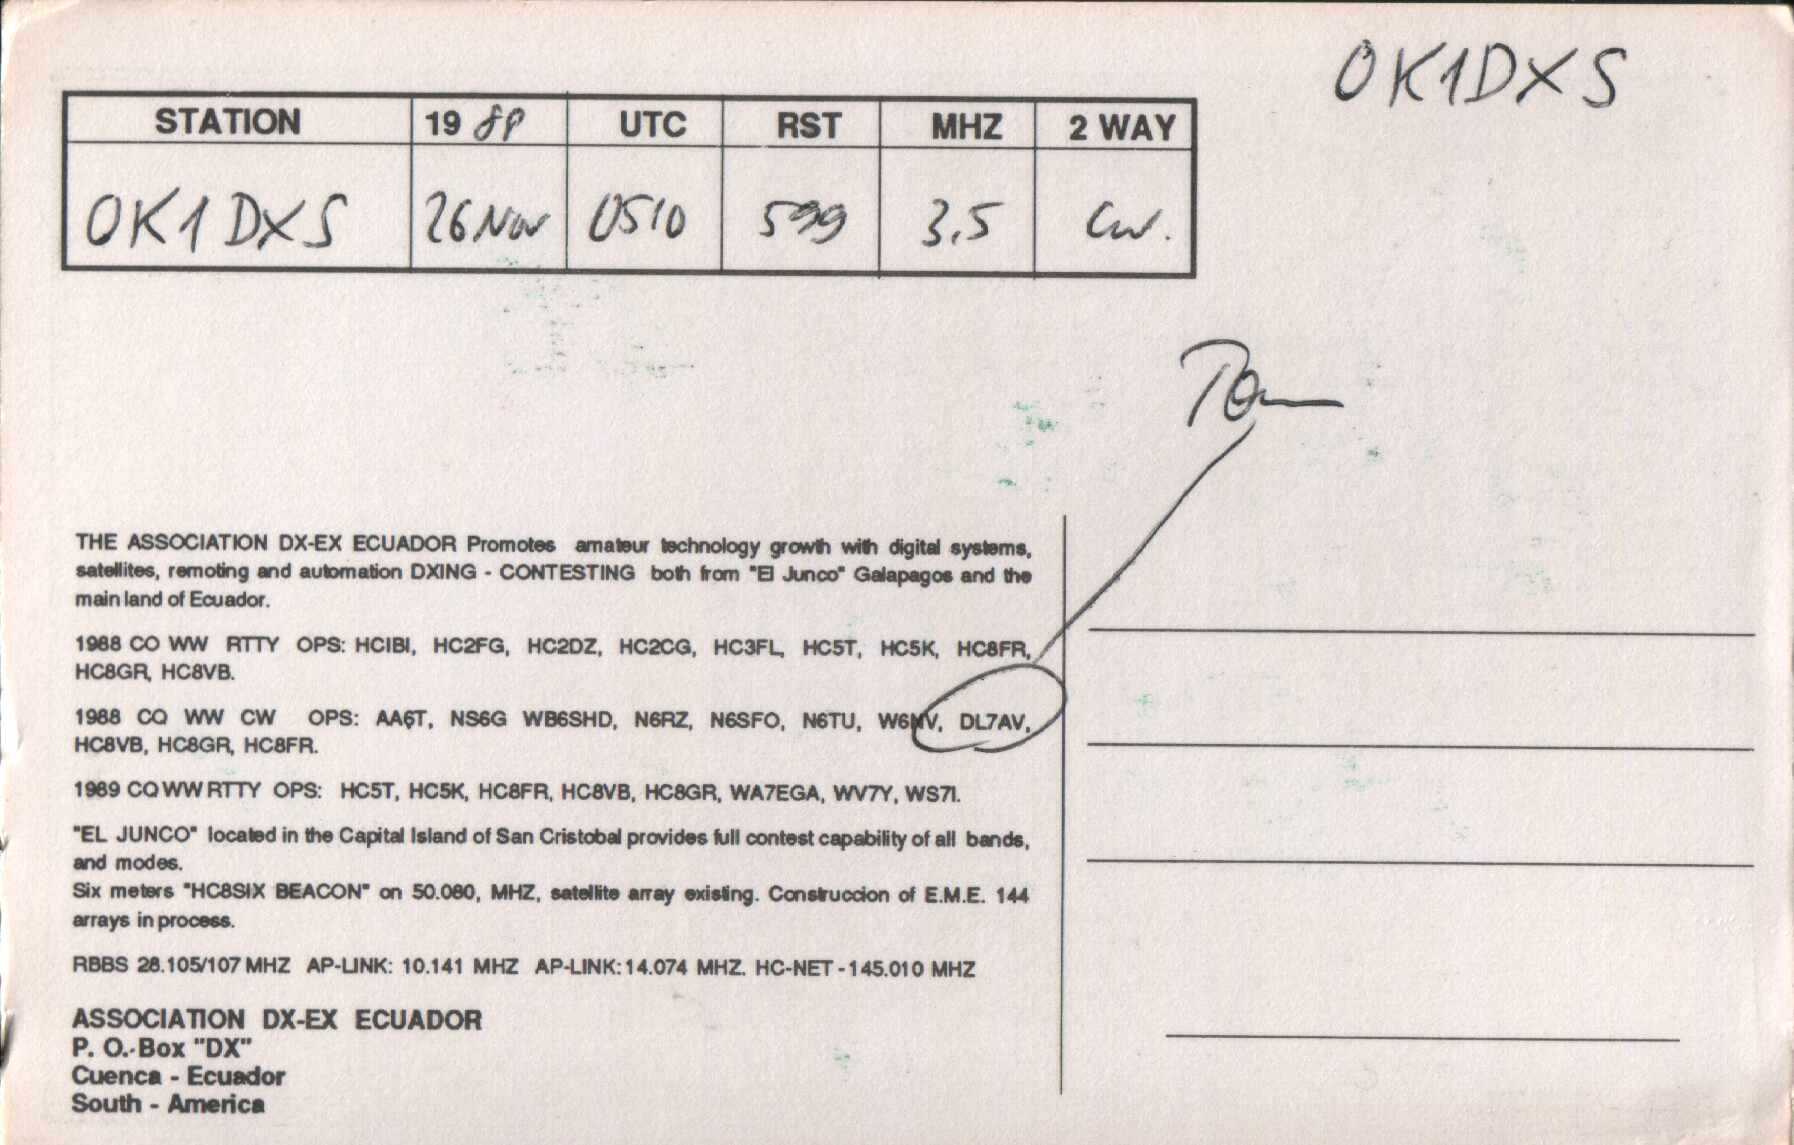 OK1DXS
STATION 19 88 UTC RST MHZ 2 WAY
OK1DXS 26 Nov 0510 599 3,5 CW.
Tom
THE ASSOCIATION DX-EX ECUADOR Promotes amateur technology growth with digital systems,
satellites, remoting and automation DXING - CONTESTING both from "El Junco" Galapagos and the
main land of Ecuador.
1988 CO WW RTTY OPS: HCIBI, HC2FG, HC2DZ, HC2CG, HC3FL, HC5T, HC5K, HC8FR,
HC8GR, HC8VB.
1988 CQ WW CW OPS: AA6T, NS6G WB6SHD, N6RZ, N6SFO, N6TU, W6NV, DL7AV,
HC8VB, HC8GR, HC8FR.
1989 CQ WW RTTY OPS: HC5T, HC5K, HC8FR, HC8VB, HC8GR, WA7EGA, WV7Y, WS7I.
"EL JUNCO" located in the Capital Island of San Cristobal provides full contest capability of all bands,
and modes.
Six meters "HC8SIX BEACON" on 50.080, MHZ, satellite array existing. Construccion of E.M.E. 144
arrays in process.
RBBS 28.105/107 MHZ AP-LINK: 10.141 MHZ AP-LINK: 14.074 MHZ. HC-NET - 145.010 MHZ
ASSOCIATION DX-EX ECUADOR
P. O. Box "DX"
Cuenca - Ecuador
South - America